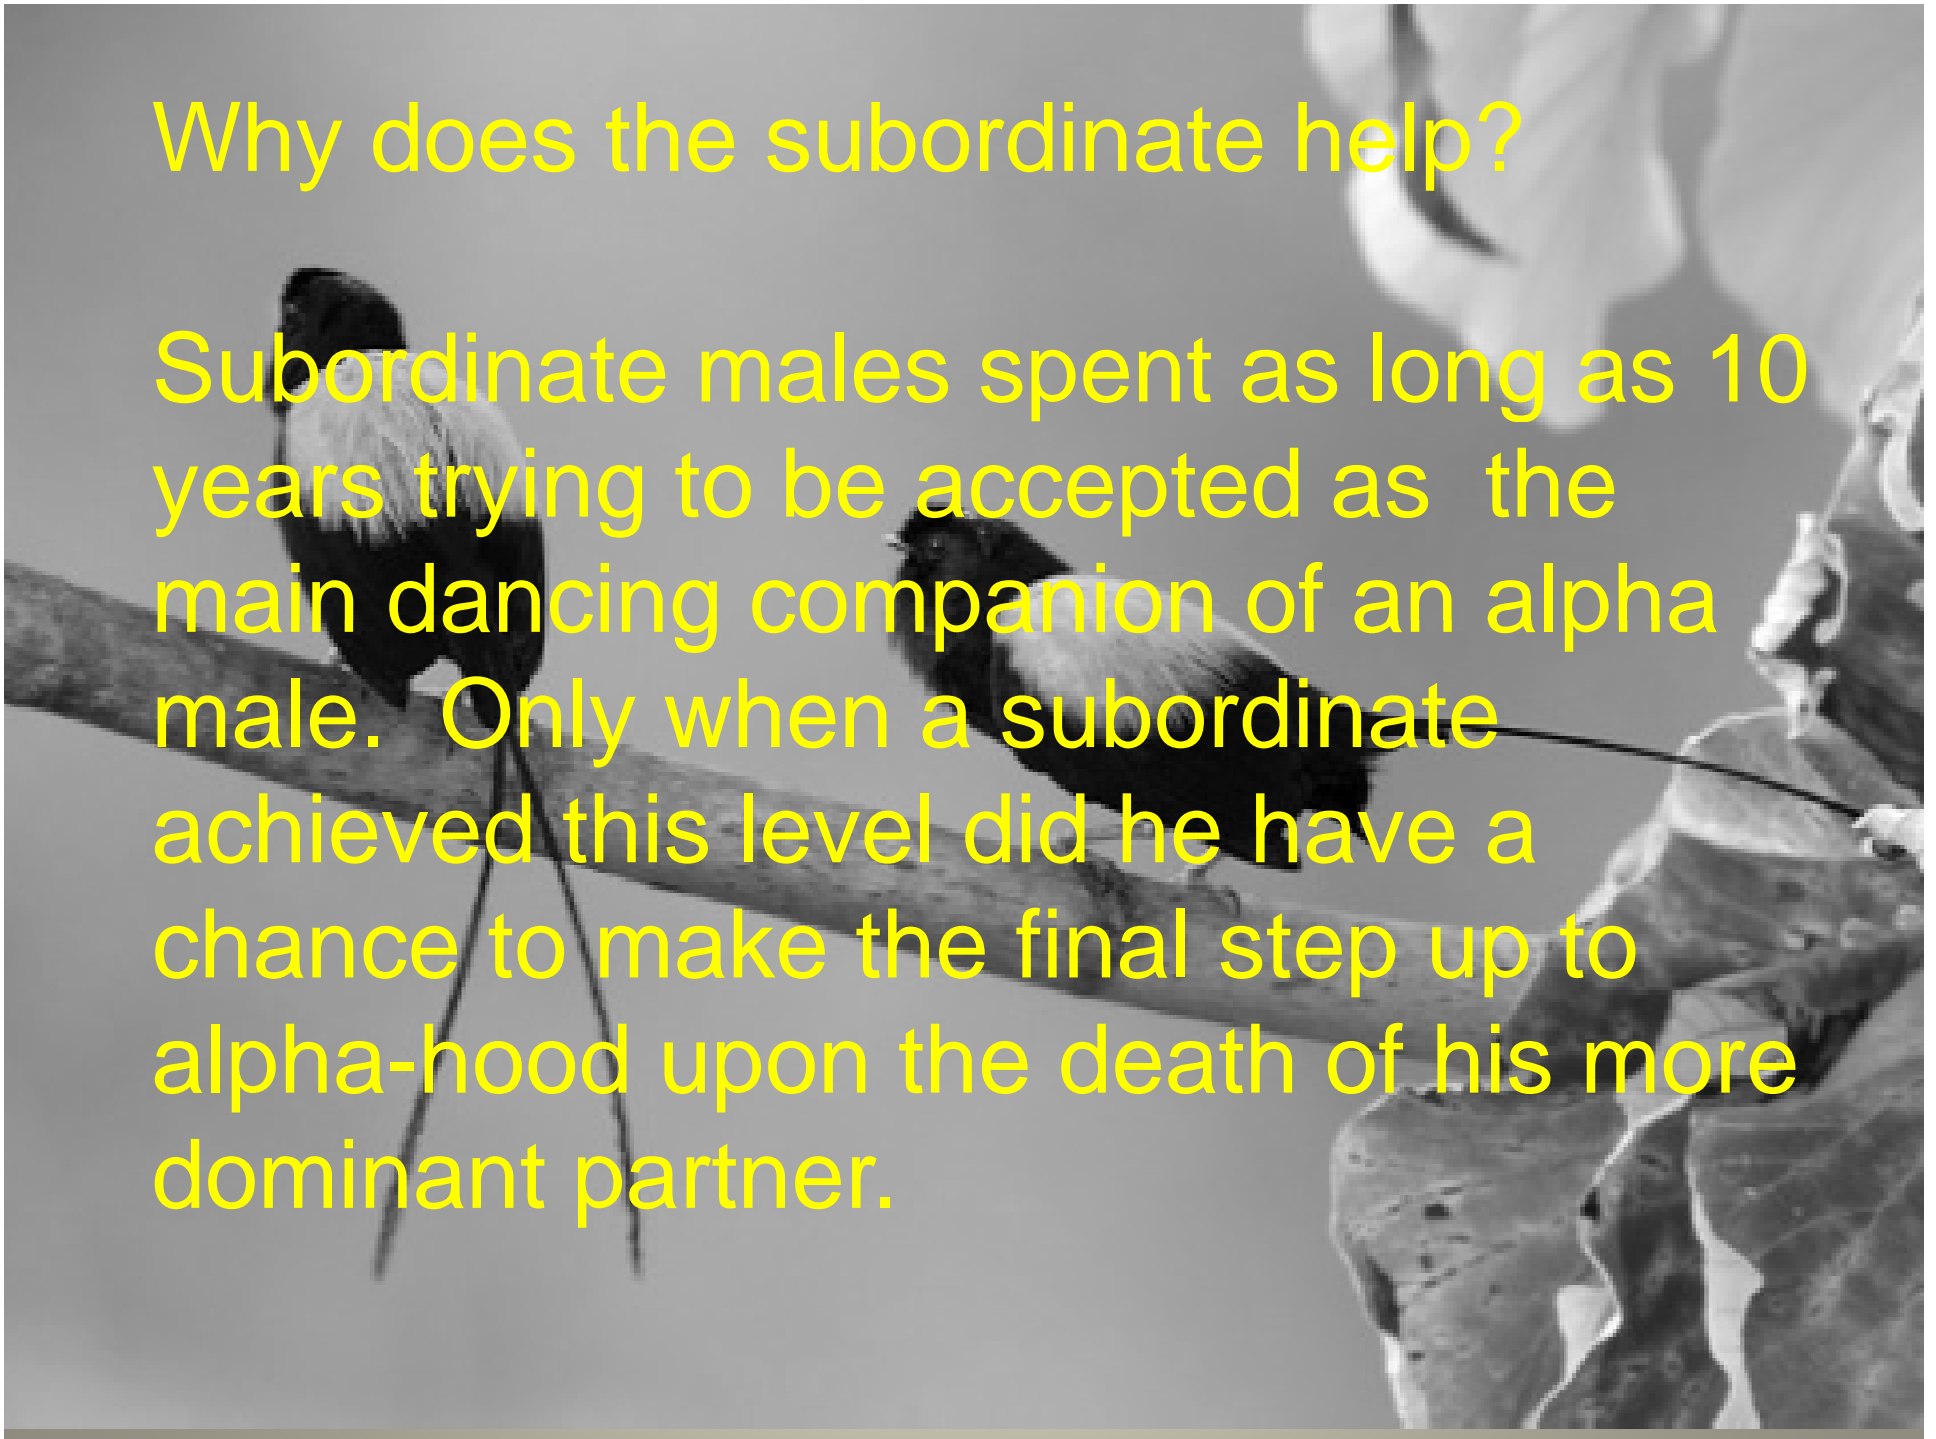 Why does the subordinate help?
Subordinate males spent as long as 10
years trying to be accepted as  the
main dancing companion of an alpha
male.  Only when a subordinate
achieved this level did he have a
chance to make the final step up to
alpha-hood upon the death of his more
dominant partner.